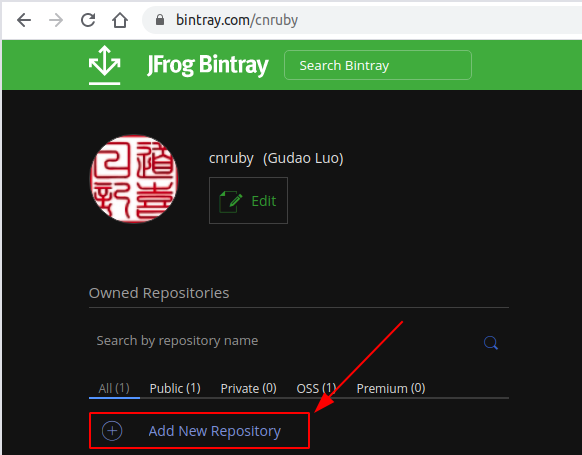 bintray.com/cnruby
JFrog Bintray
Search Bintray
cnruby (Gudao Luo)
Edit
Owned Repositories
Search by repository name
All (1) Public (1) Private (0) OSS (1) Premium (0)
Add New Repository